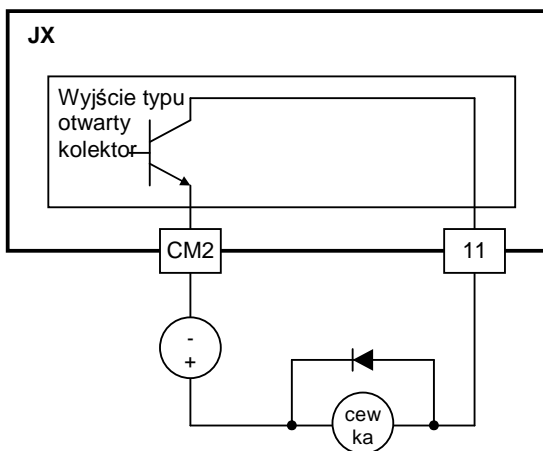 JX
Wyjście typu
otwarty
kolektor
CM2
11
-
+
cew
ka